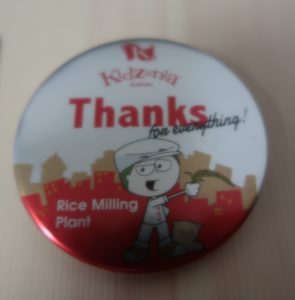 KidZania
Thanks
for everything!
Rice Milling
Plant